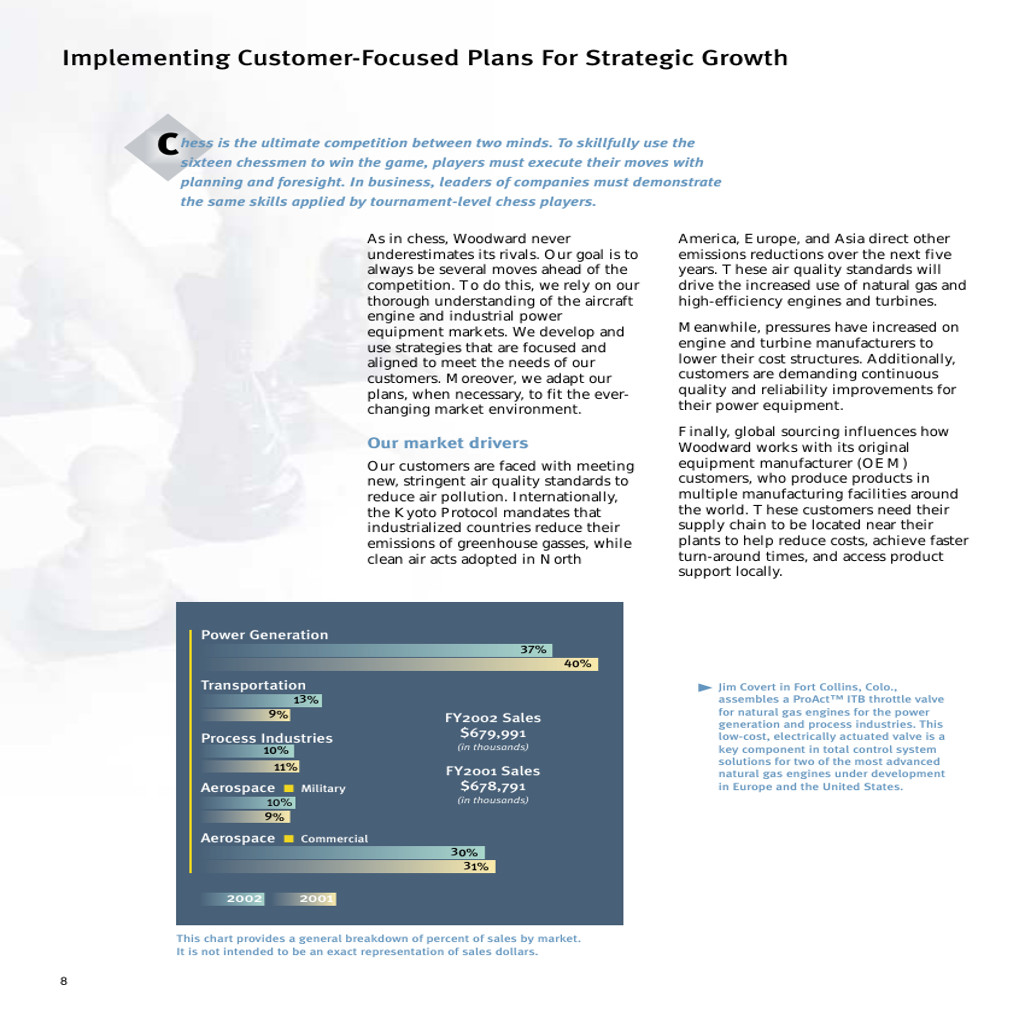 Implementing Customer-Focused Plans For Strategic Growth
Chess is the ultimate competition between two minds. To skillfully use the
sixteen chessmen to win the game, players must execute their moves with
planning and foresight. In business, leaders of companies must demonstrate
the same skills applied by tournament-level chess players.
As in chess, Woodward never
underestimates its rivals. Our goal is to
always be several moves ahead of the
competition. To do this, we rely on our
thorough understanding of the aircraft
engine and industrial power
equipment markets. We develop and
use strategies that are focused and
aligned to meet the needs of our
customers. Moreover, we adapt our
plans, when necessary, to fit the ever-
changing market environment.
Our market drivers
Our customers are faced with meeting
new, stringent air quality standards to
reduce air pollution. Internationally,
the Kyoto Protocol mandates that
industrialized countries reduce their
emissions of greenhouse gasses, while
clean air acts adopted in North
America, Europe, and Asia direct other
emissions reductions over the next five
years. These air quality standards will
drive the increased use of natural gas and
high-efficiency engines and turbines.
Meanwhile, pressures have increased on
engine and turbine manufacturers to
lower their cost structures. Additionally,
customers are demanding continuous
quality and reliability improvements for
their power equipment.
Finally, global sourcing influences how
Woodward works with its original
equipment manufacturer (OEM)
customers, who produce products in
multiple manufacturing facilities around
the world. These customers need their
supply chain to be located near their
plants to help reduce costs, achieve faster
turn-around times, and access product
support locally.
Power Generation
37%
40%
Transportation
13%
9%
Process Industries
10%
11%
Aerospace Military
10%
9%
Aerospace Commercial
30%
31%
2002 2001
FY2002 Sales
$679,991
(in thousands)
FY2001 Sales
$678,791
(in thousands)
This chart provides a general breakdown of percent of sales by market.
It is not intended to be an exact representation of sales dollars.
Jim Covert in Fort Collins, Colo.,
assembles a ProAct™ ITB throttle valve
for natural gas engines for the power
generation and process industries. This
low-cost, electrically actuated valve is a
key component in total control system
solutions for two of the most advanced
natural gas engines under development
in Europe and the United States.
8